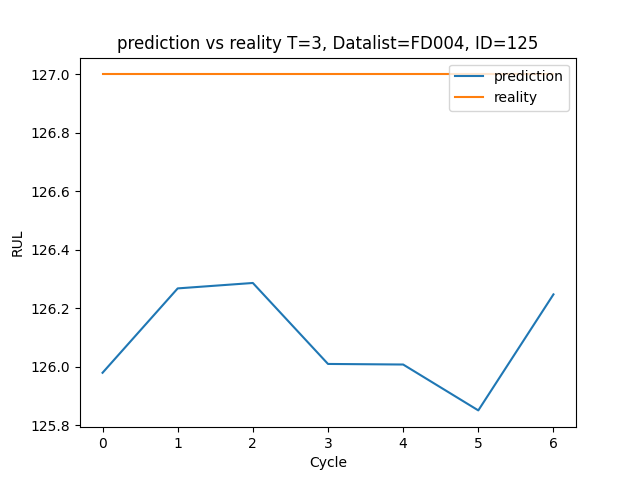 prediction vs reality T=3, Datalist=FD004, ID=125
127.0
126.8
126.6
126.4
126.2
126.0
125.8
RUL
prediction
reality
0 1 2 3 4 5 6
Cycle